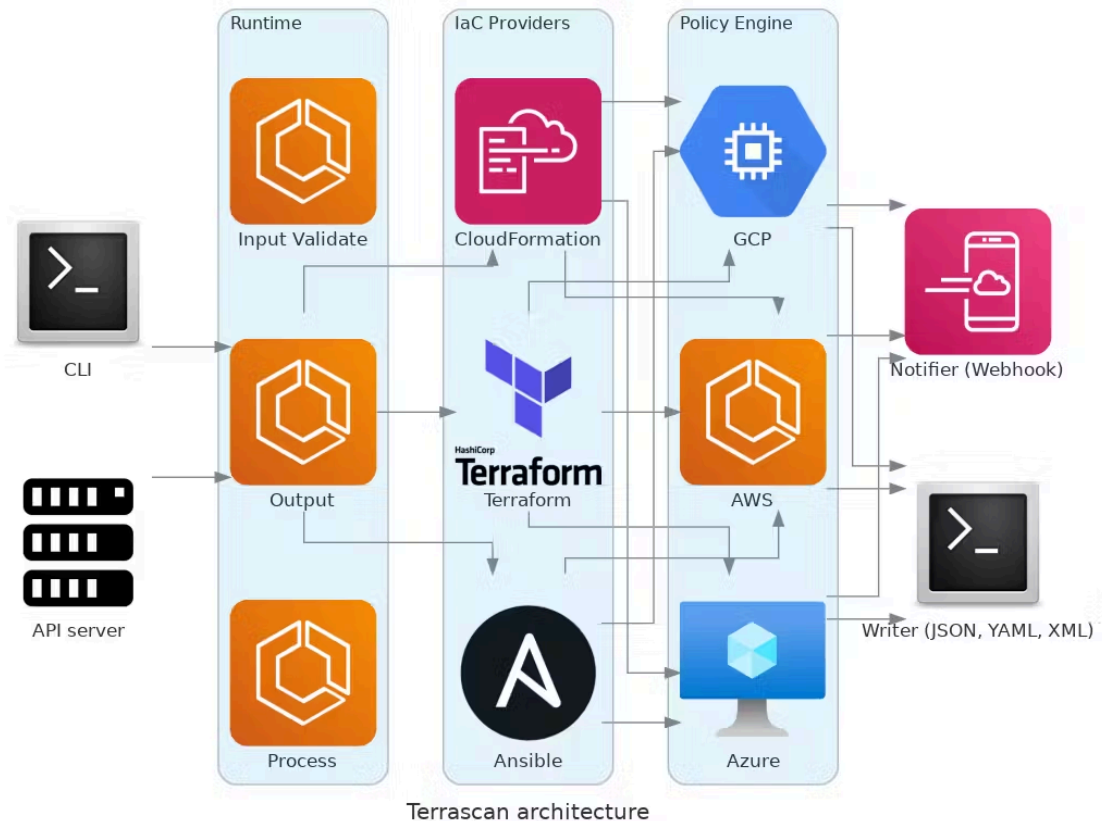 Runtime
IaC Providers
Policy Engine
Input Validate
CloudFormation
GCP
CLI
Notifier (Webhook)
HashiCorp
Terraform
Output
Terraform
AWS
API server
Writer (JSON, YAML, XML)
Process
Ansible
Azure
Terrascan architecture